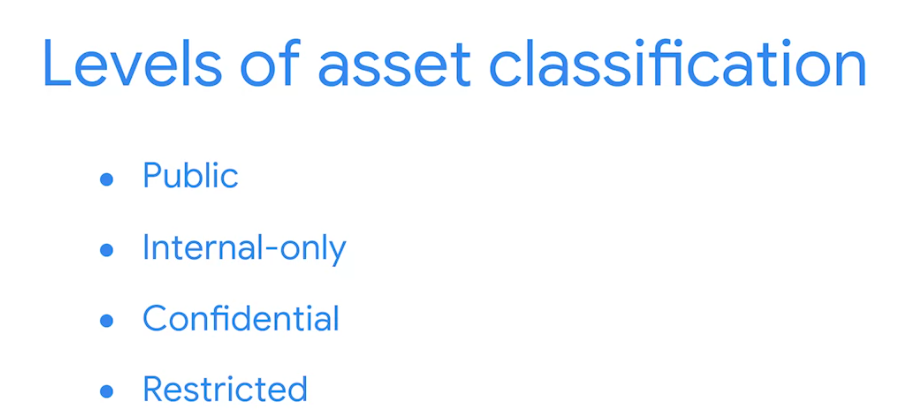 Levels of asset classification
● Public
● Internal-only
● Confidential
● Restricted